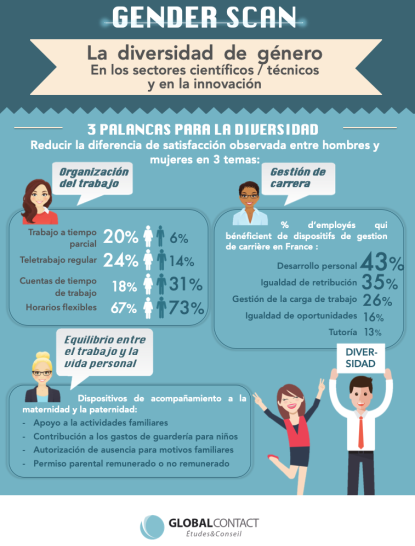 GENDER SCAN
La diversidad de género
En los sectores científicos / técnicos
y en la innovación
3 PALANCAS PARA LA DIVERSIDAD
Reducir la diferencia de satisfacción observada entre hombres y
mujeres en 3 temas:
Organización
del trabajo
Trabajo a tiempo
parcial 20% 6%
Teletrabajo regular 24% 14%
Cuentas de tiempo
de trabajo 18% 31%
Horarios flexibles 67% 73%
Gestión de
carrera
% d'employés qui
bénéficient de dispositifs de gestion
de carrière en France :
Desarrollo personal 43%
Igualdad de retribución 35%
Gestión de la carga de trabajo 26%
Igualdad de oportunidades 16%
Tutoría 13%
Equilibrio entre
el trabajo y la
vida personal
Dispositivos de acompañamiento a la
maternidad y la paternidad:
- Apoyo a la actividades familiares
- Contribución a los gastos de guardería para niños
- Autorización de ausencia para motivos familiares
- Permiso parental remunerado o no remunerado
DIVER-
SIDAD
GLOBALCONTACT
Etudes&Conseil